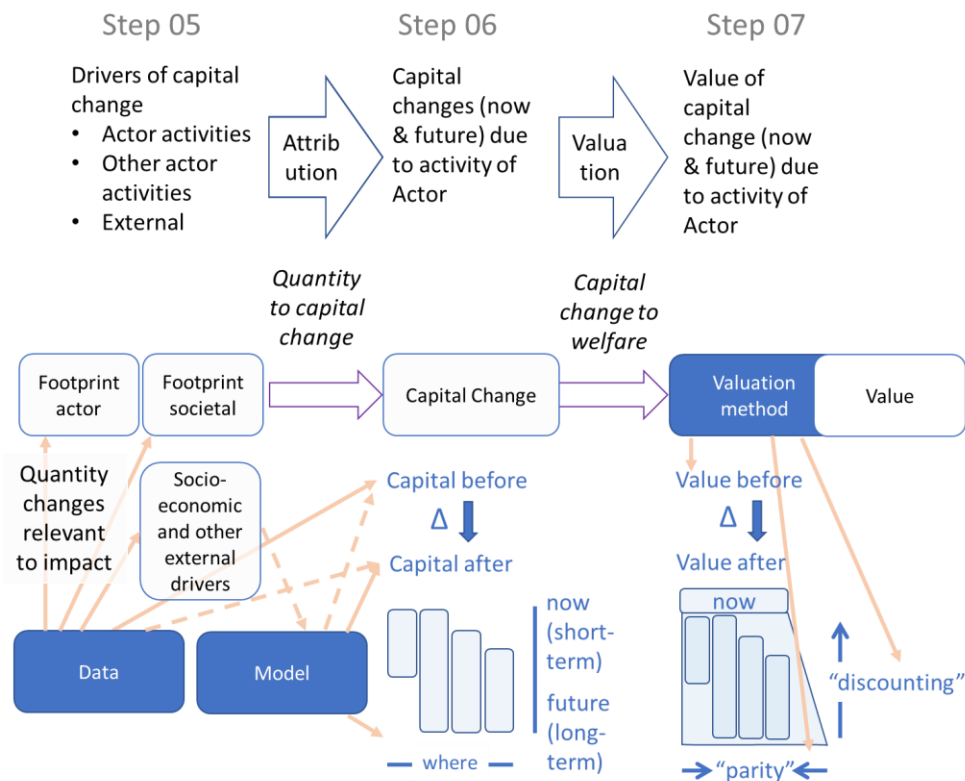 Step 05
Step 06
Step 07
Drivers of capital
change
• Actor activities
• Other actor
activities
• External
Attrib
ution
Capital
changes (now
& future) due
to activity of
Actor
Valua
tion
Value of
capital
change (now
& future) due
to activity of
Actor
Quantity
to capital
change
Capital
change to
welfare
Footprint
actor
Footprint
societal
Capital Change
Valuation
method
Value
Quantity
changes
relevant
to impact
Socio-
economic
and other
external
drivers
Capital before
Δ
Capital after
Value before
Δ
Value after
Data
Model
now
(short-
term)
future
(long-
term)
where
now
“discounting”
“parity”